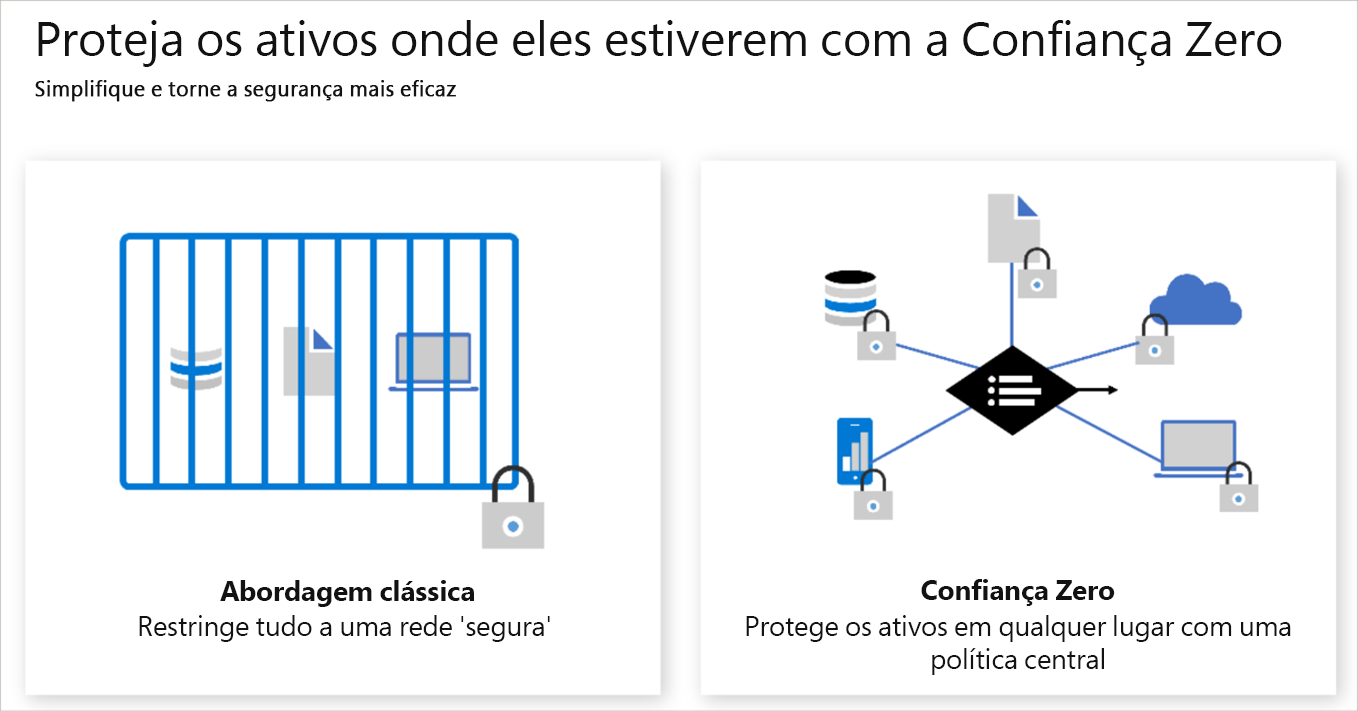 Proteja os ativos onde eles estiverem com a Confiança Zero
Simplifique e torne a segurança mais eficaz
Abordagem clássica
Restringe tudo a uma rede 'segura'
Confiança Zero
Protege os ativos em qualquer lugar com uma
política central